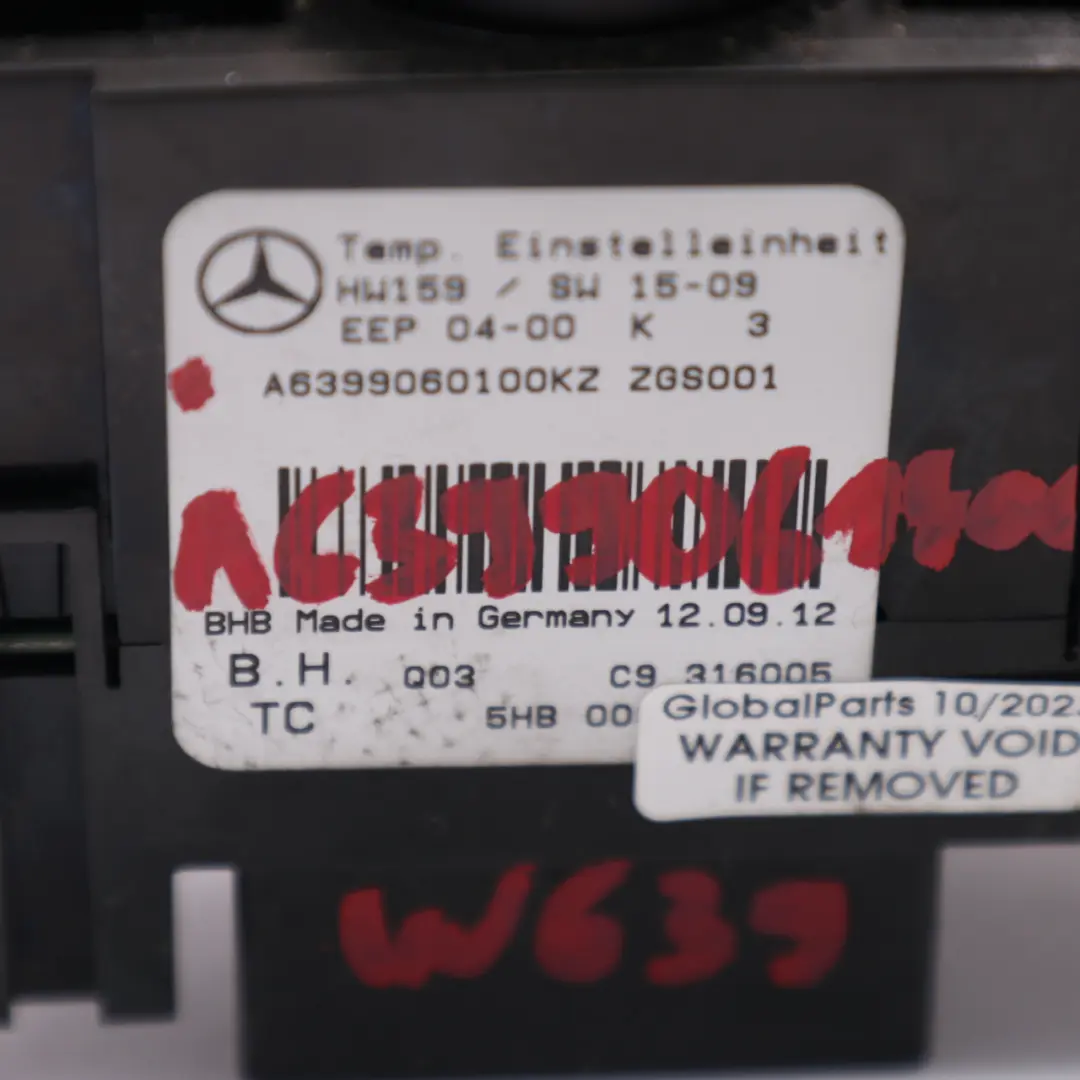 Temp. Einstelleinheit
HW159 / SW 15-09
EEP 04-00 K 3
A6399060100KZ ZGS001
BHB Made in Germany 12.09.12
B.H. Q03 C9 316005
TC 5HB 00
GlobalParts 10/202
WARRANTY VOID
IF REMOVED
W639